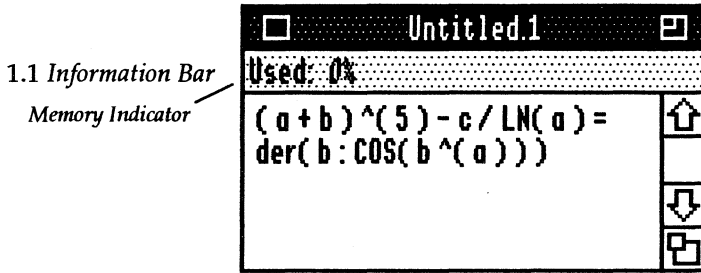 Untitled.1
1.1 Information Bar
Used: 0%
Memory Indicator
(a+b)^(5)-c/LN(a)=
der(b:COS(b^(a)))